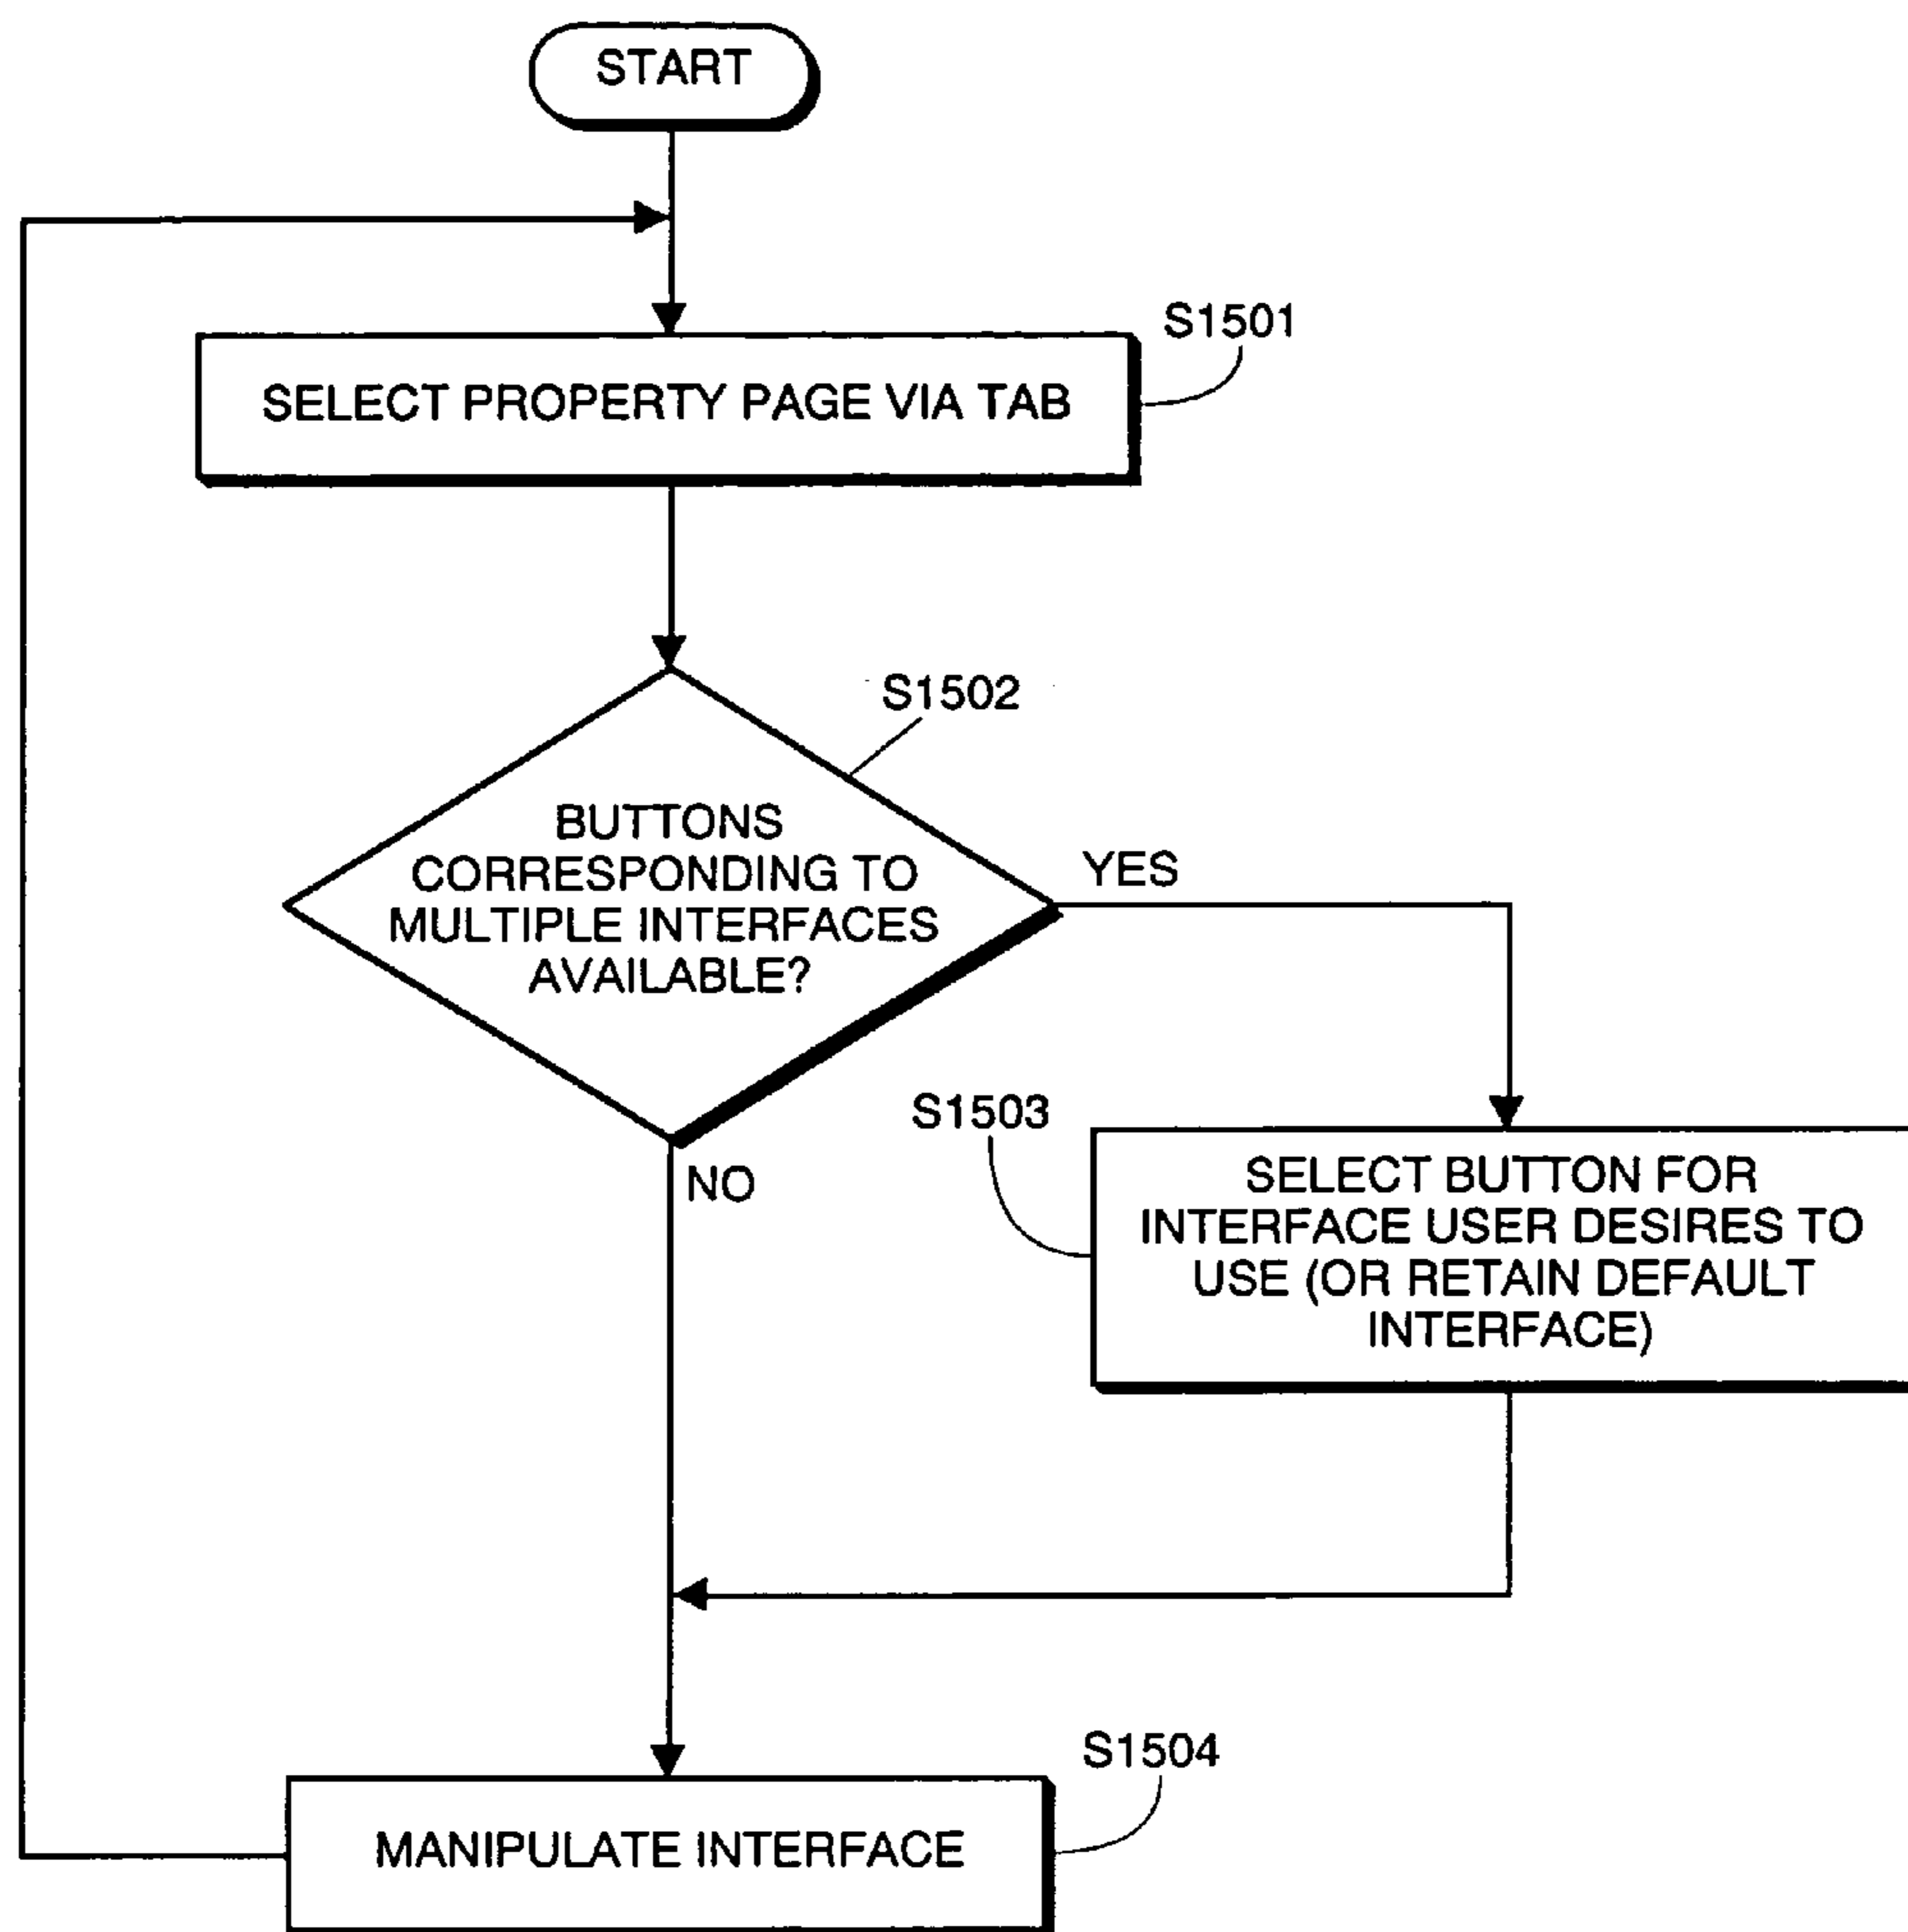 START
S1501
SELECT PROPERTY PAGE VIA TAB
S1502
BUTTONS
CORRESPONDING TO
MULTIPLE INTERFACES
AVAILABLE?
YES
NO
S1503
SELECT BUTTON FOR
INTERFACE USER DESIRES TO
USE (OR RETAIN DEFAULT
INTERFACE)
S1504
MANIPULATE INTERFACE